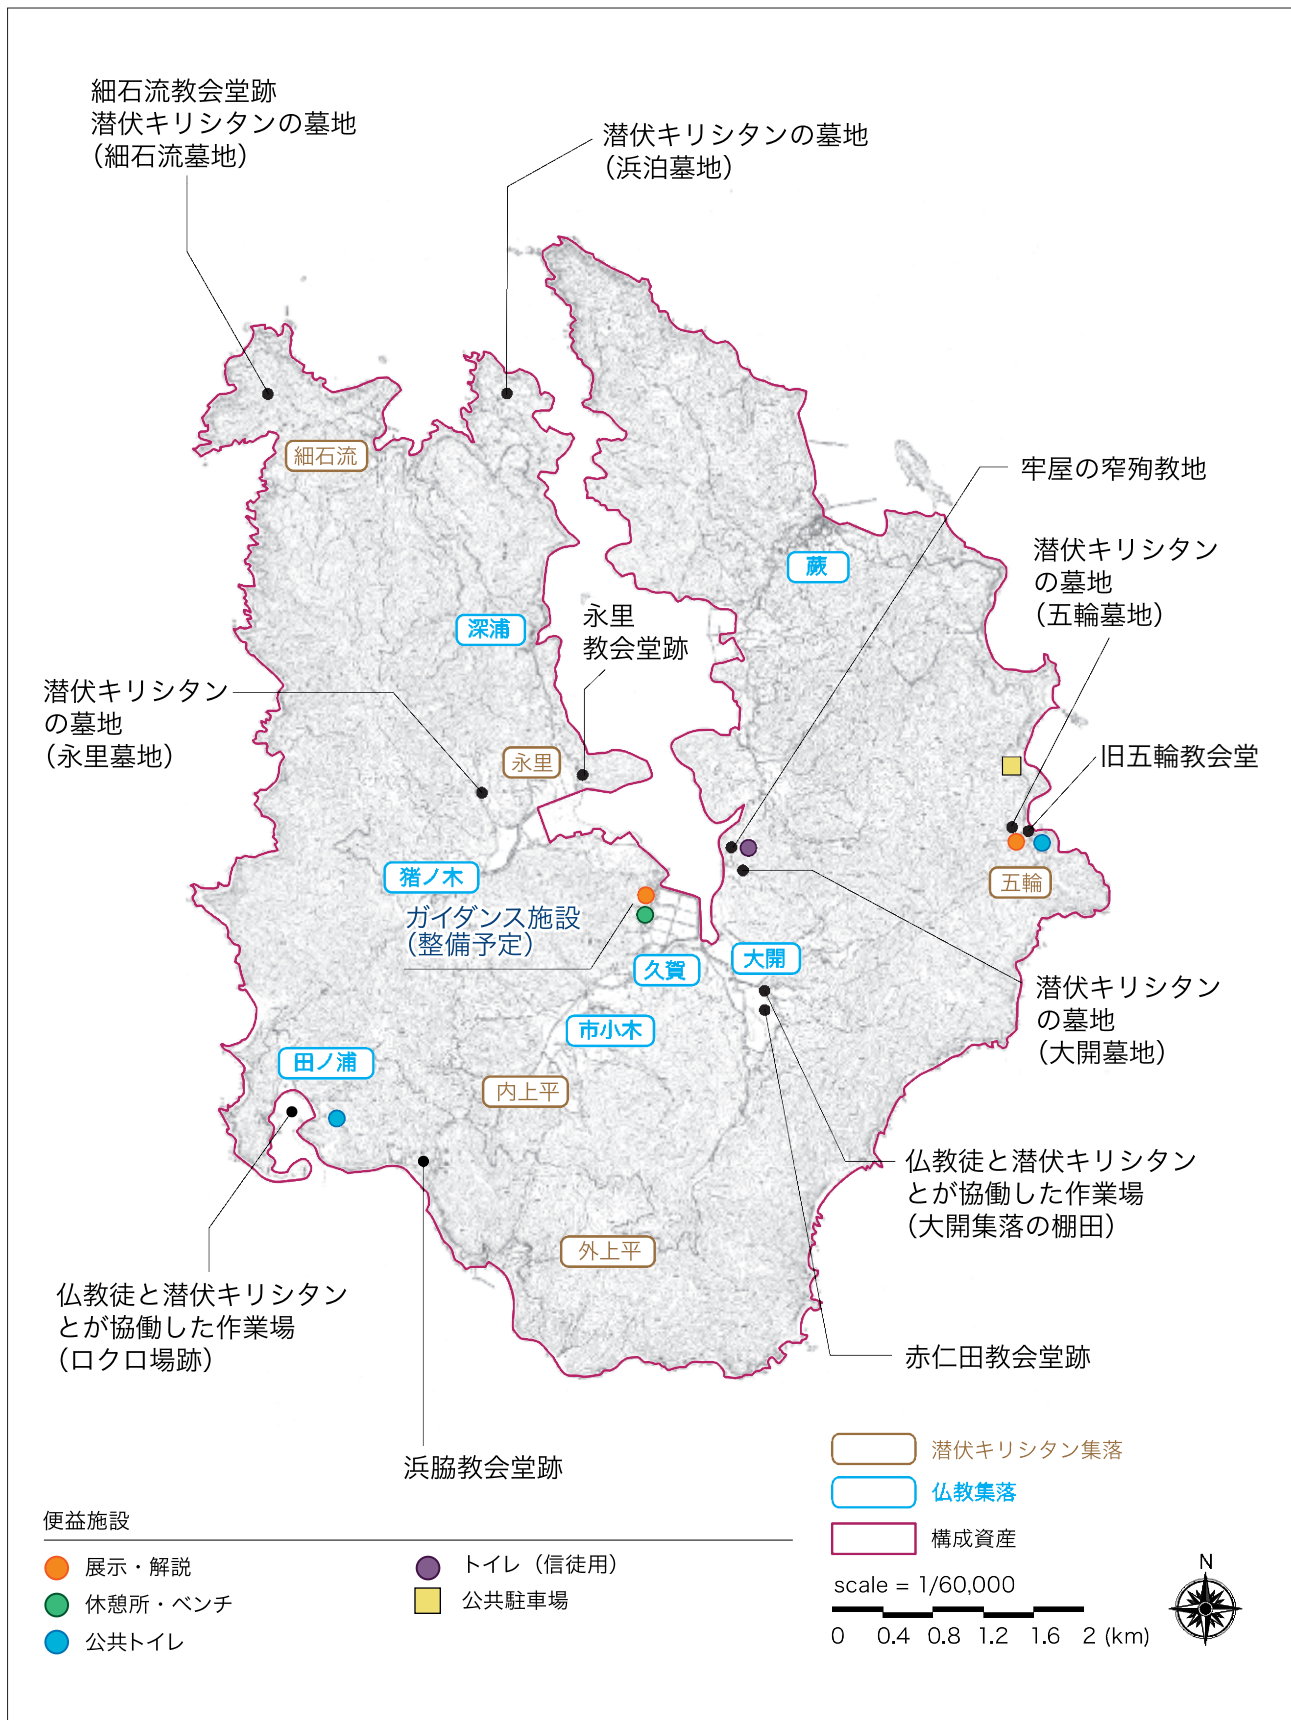 細石流教会堂跡
潜伏キリシタンの墓地
（細石流墓地）
潜伏キリシタンの墓地
（浜泊墓地）
細石流
牢屋の窄殉教地
潜伏キリシタン
の墓地
（五輪墓地）
蕨
深浦
永里
教会堂跡
潜伏キリシタン
の墓地
（永里墓地）
永里
旧五輪教会堂
猪ノ木
五輪
ガイダンス施設
（整備予定）
久賀
大開
潜伏キリシタン
の墓地
（大開墓地）
市小木
田ノ浦
内上平
仏教徒と潜伏キリシタン
とが協働した作業場
（大開集落の棚田）
外上平
仏教徒と潜伏キリシタン
とが協働した作業場
（ロクロ場跡）
赤仁田教会堂跡
浜脇教会堂跡
潜伏キリシタン集落
仏教集落
構成資産
便益施設
展示・解説
休憩所・ベンチ
公共トイレ
トイレ（信徒用）
公共駐車場
scale = 1/60,000
0 0.4 0.8 1.2 1.6 2 (km)
N